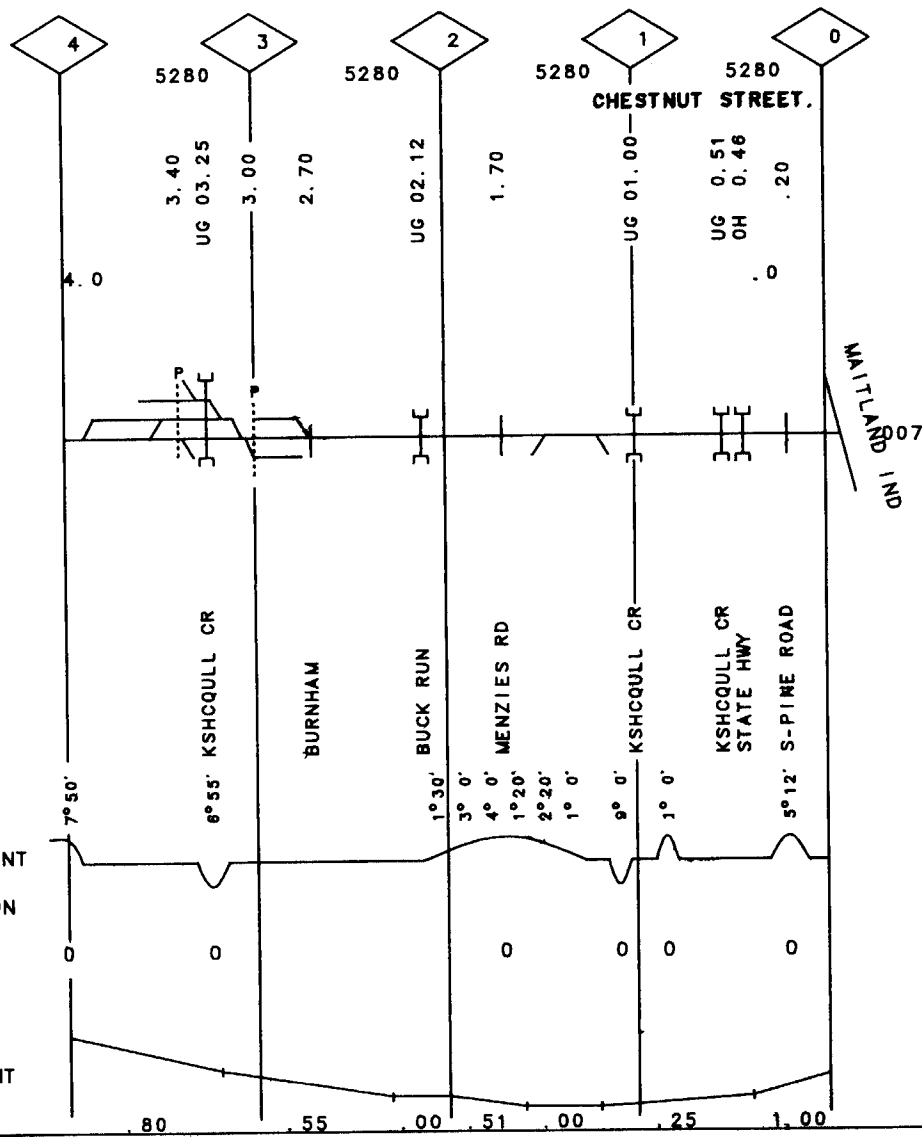 4 3 2 1 0
5280 5280 5280 5280
CHESTNUT STREET.
3.40
UG 03.25
3.00
2.70
UG 02.12
1.70
UG 01.00
UG 0.51
OH 0.46
.20
4.0
.0
P
P
MAITLAND IND
007
KSHCQULL CR
BURNHAM
BUCK RUN
MENZIES RD
KSHCQULL CR
KSHCQULL CR
STATE HWY
S-PINE ROAD
7°50'
6°55'
1°30'
3° 0'
4° 0'
1°20'
2°20'
1° 0'
9° 0'
1° 0'
5°12'
NT
ON
0 0 0 0 0 0
NT
.80 .55 .00 .51 .00 .25 1.00